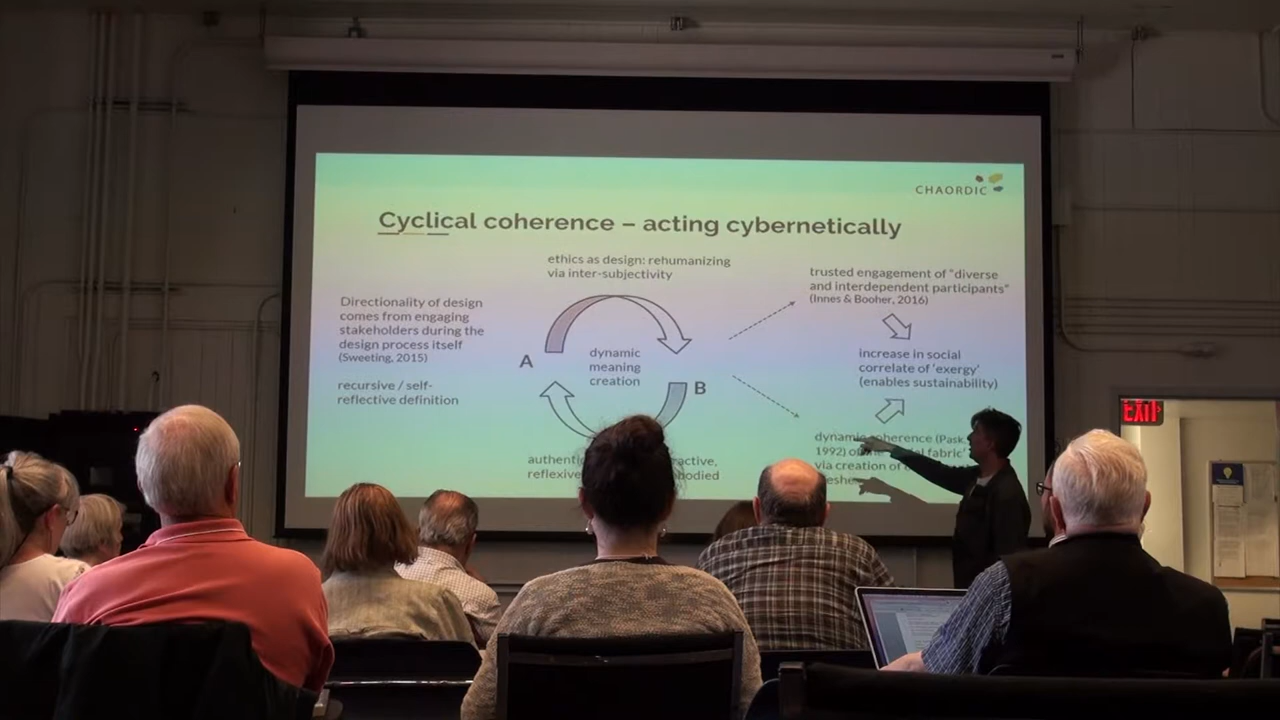 CHAORDIC
Cyclical coherence – acting cybernetically
ethics as design: rehumanizing
via inter-subjectivity
Directionality of design
comes from engaging
stakeholders during the
design process itself
(Sweeting, 2015)
recursive / self-
reflective definition
A
dynamic
meaning
creation
B
trusted engagement of "diverse
and interdependent participants"
(Innes & Booher, 2016)
increase in social
correlate of 'exergy'
(enables sustainability)
dynamic coherence (Pask,
1992) fabric'
via creation of
reflexive
EXIT